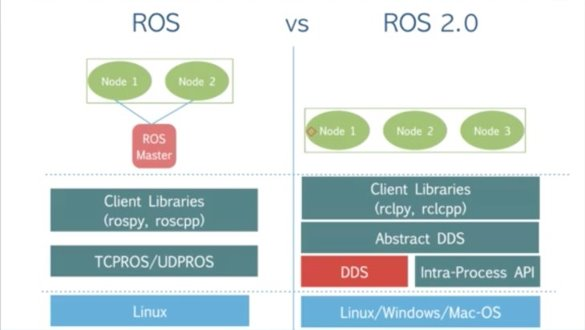 ROS vs ROS 2.0
Node 1 Node 2
ROS
Master
Node 1 Node 2 Node 3
Client Libraries
(rospy, roscpp)
TCPROS/UDPROS
Linux
Client Libraries
(rclpy, rclcpp)
Abstract DDS
DDS Intra-Process API
Linux/Windows/Mac-OS